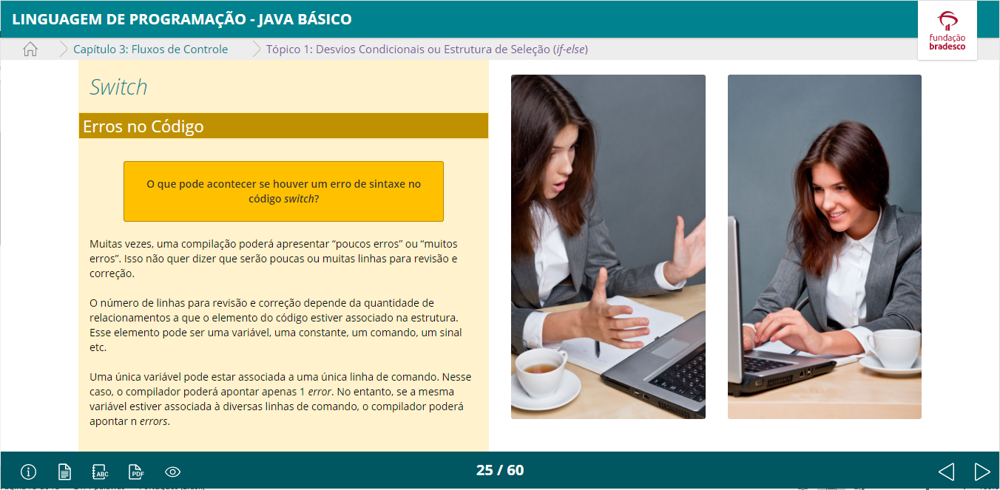 LINGUAGEM DE PROGRAMAÇÃO - JAVA BÁSICO
fundação
bradesco
Capítulo 3: Fluxos de Controle
Tópico 1: Desvios Condicionais ou Estrutura de Seleção (if-else)
Switch
Erros no Código
O que pode acontecer se houver um erro de sintaxe no
código switch?
Muitas vezes, uma compilação poderá apresentar “poucos erros” ou “muitos
erros”. Isso não quer dizer que serão poucas ou muitas linhas para revisão e
correção.
O número de linhas para revisão e correção depende da quantidade de
relacionamentos a que o elemento do código estiver associado na estrutura.
Esse elemento pode ser uma variável, uma constante, um comando, um sinal
etc.
Uma única variável pode estar associada a uma única linha de comando. Nesse
caso, o compilador poderá apontar apenas 1 error. No entanto, se a mesma
variável estiver associada à diversas linhas de comando, o compilador poderá
apontar n errors.
ABC
PDF
25 / 60